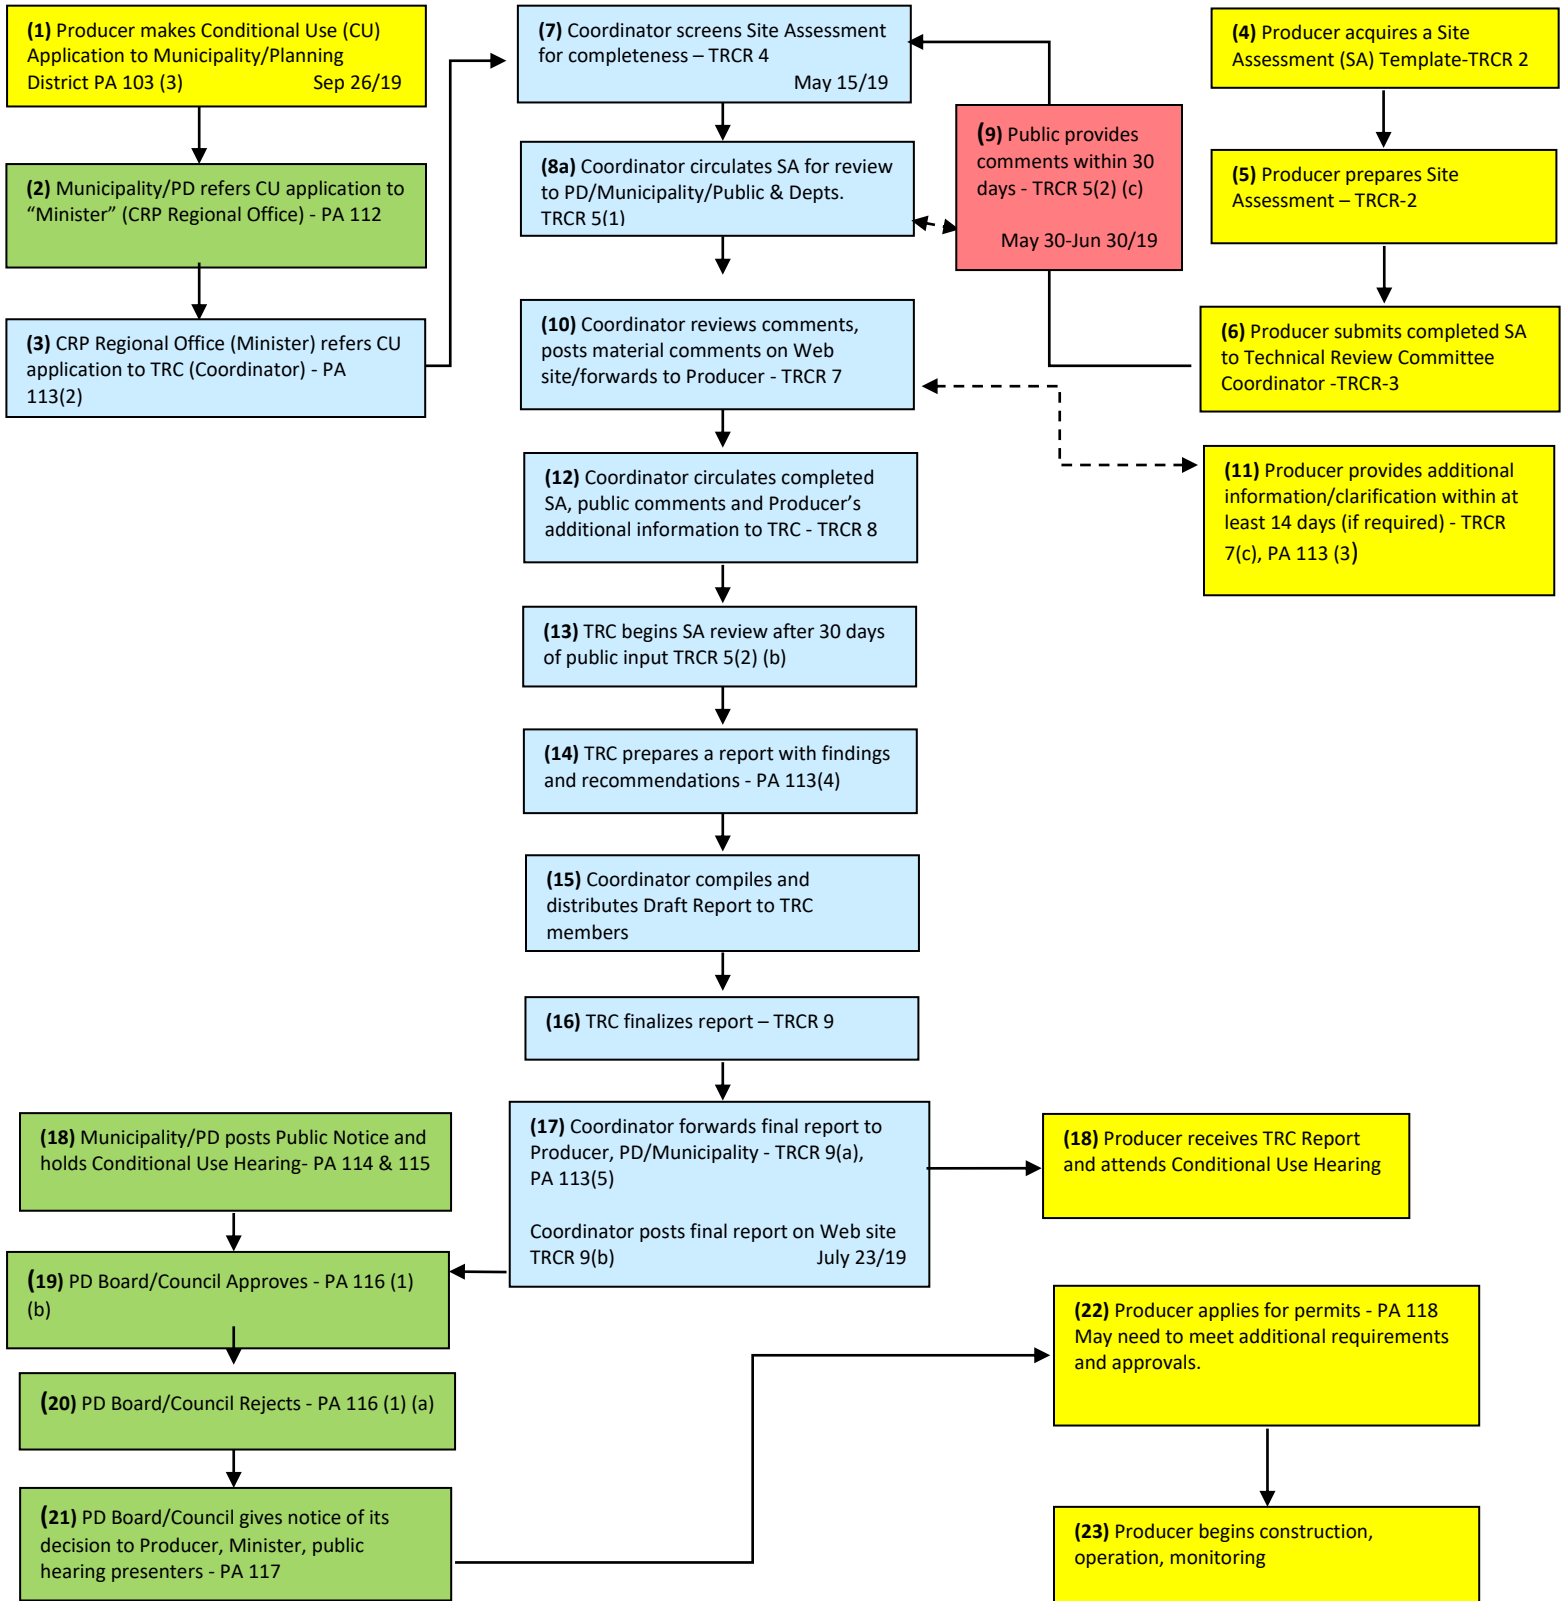 (1) Producer makes Conditional Use (CU)
Application to Municipality/Planning
District PA 103 (3) Sep 26/19
(2) Municipality/PD refers CU application to
“Minister” (CRP Regional Office) - PA 112
(3) CRP Regional Office (Minister) refers CU
application to TRC (Coordinator) - PA
113(2)
(4) Producer acquires a Site
Assessment (SA) Template-TRCR 2
(5) Producer prepares Site
Assessment – TRCR-2
(6) Producer submits completed SA
to Technical Review Committee
Coordinator -TRCR-3
(7) Coordinator screens Site Assessment
for completeness – TRCR 4
May 15/19
(8a) Coordinator circulates SA for review
to PD/Municipality/Public & Depts.
TRCR 5(1)
(9) Public provides
comments within 30
days - TRCR 5(2) (c)
May 30-Jun 30/19
(10) Coordinator reviews comments,
posts material comments on Web
site/forwards to Producer - TRCR 7
(11) Producer provides additional
information/clarification within at
least 14 days (if required) - TRCR
7(c), PA 113 (3)
(12) Coordinator circulates completed
SA, public comments and Producer’s
additional information to TRC - TRCR 8
(13) TRC begins SA review after 30 days
of public input TRCR 5(2) (b)
(14) TRC prepares a report with findings
and recommendations - PA 113(4)
(15) Coordinator compiles and
distributes Draft Report to TRC
members
(16) TRC finalizes report – TRCR 9
(17) Coordinator forwards final report to
Producer, PD/Municipality - TRCR 9(a),
PA 113(5)
Coordinator posts final report on Web site
TRCR 9(b) July 23/19
(18) Municipality/PD posts Public Notice and
holds Conditional Use Hearing- PA 114 & 115
(18) Producer receives TRC Report
and attends Conditional Use Hearing
(19) PD Board/Council Approves - PA 116 (1)
(b)
(20) PD Board/Council Rejects - PA 116 (1) (a)
(21) PD Board/Council gives notice of its
decision to Producer, Minister, public
hearing presenters - PA 117
(22) Producer applies for permits - PA 118
May need to meet additional requirements
and approvals.
(23) Producer begins construction,
operation, monitoring